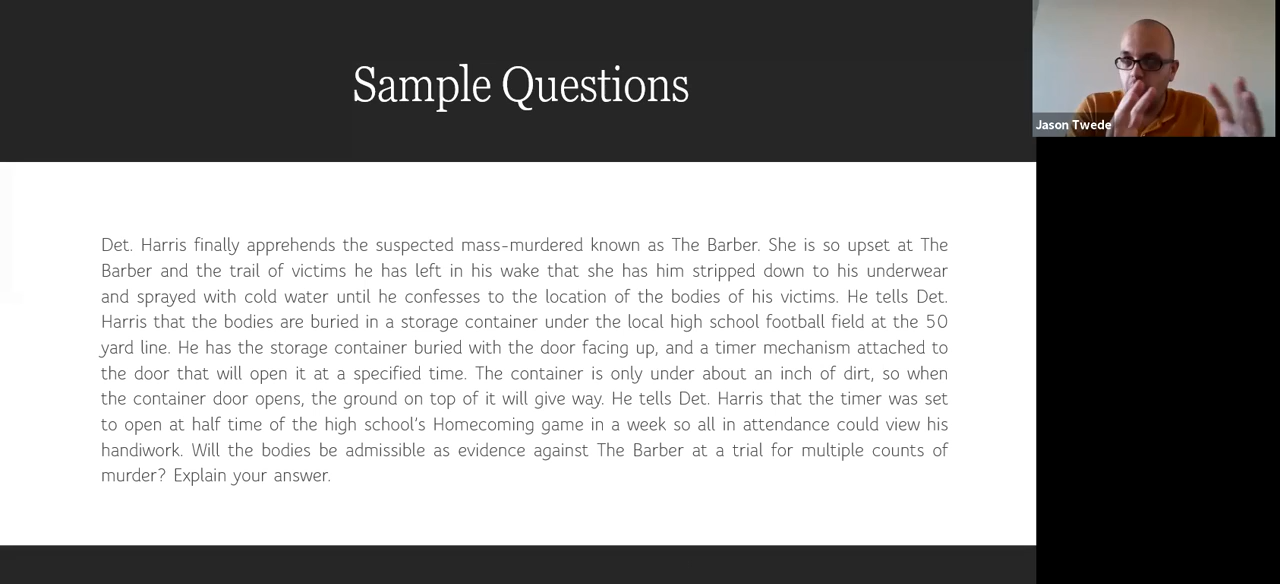 Sample Questions
Jason Twede
Det. Harris finally apprehends the suspected mass-murdered known as The Barber. She is so upset at The
Barber and the trail of victims he has left in his wake that she has him stripped down to his underwear
and sprayed with cold water until he confesses to the location of the bodies of his victims. He tells Det.
Harris that the bodies are buried in a storage container under the local high school football field at the 50
yard line. He has the storage container buried with the door facing up, and a timer mechanism attached to
the door that will open it at a specified time. The container is only under about an inch of dirt, so when
the container door opens, the ground on top of it will give way. He tells Det. Harris that the timer was set
to open at half time of the high school's Homecoming game in a week so all in attendance could view his
handiwork. Will the bodies be admissible as evidence against The Barber at a trial for multiple counts of
murder? Explain your answer.